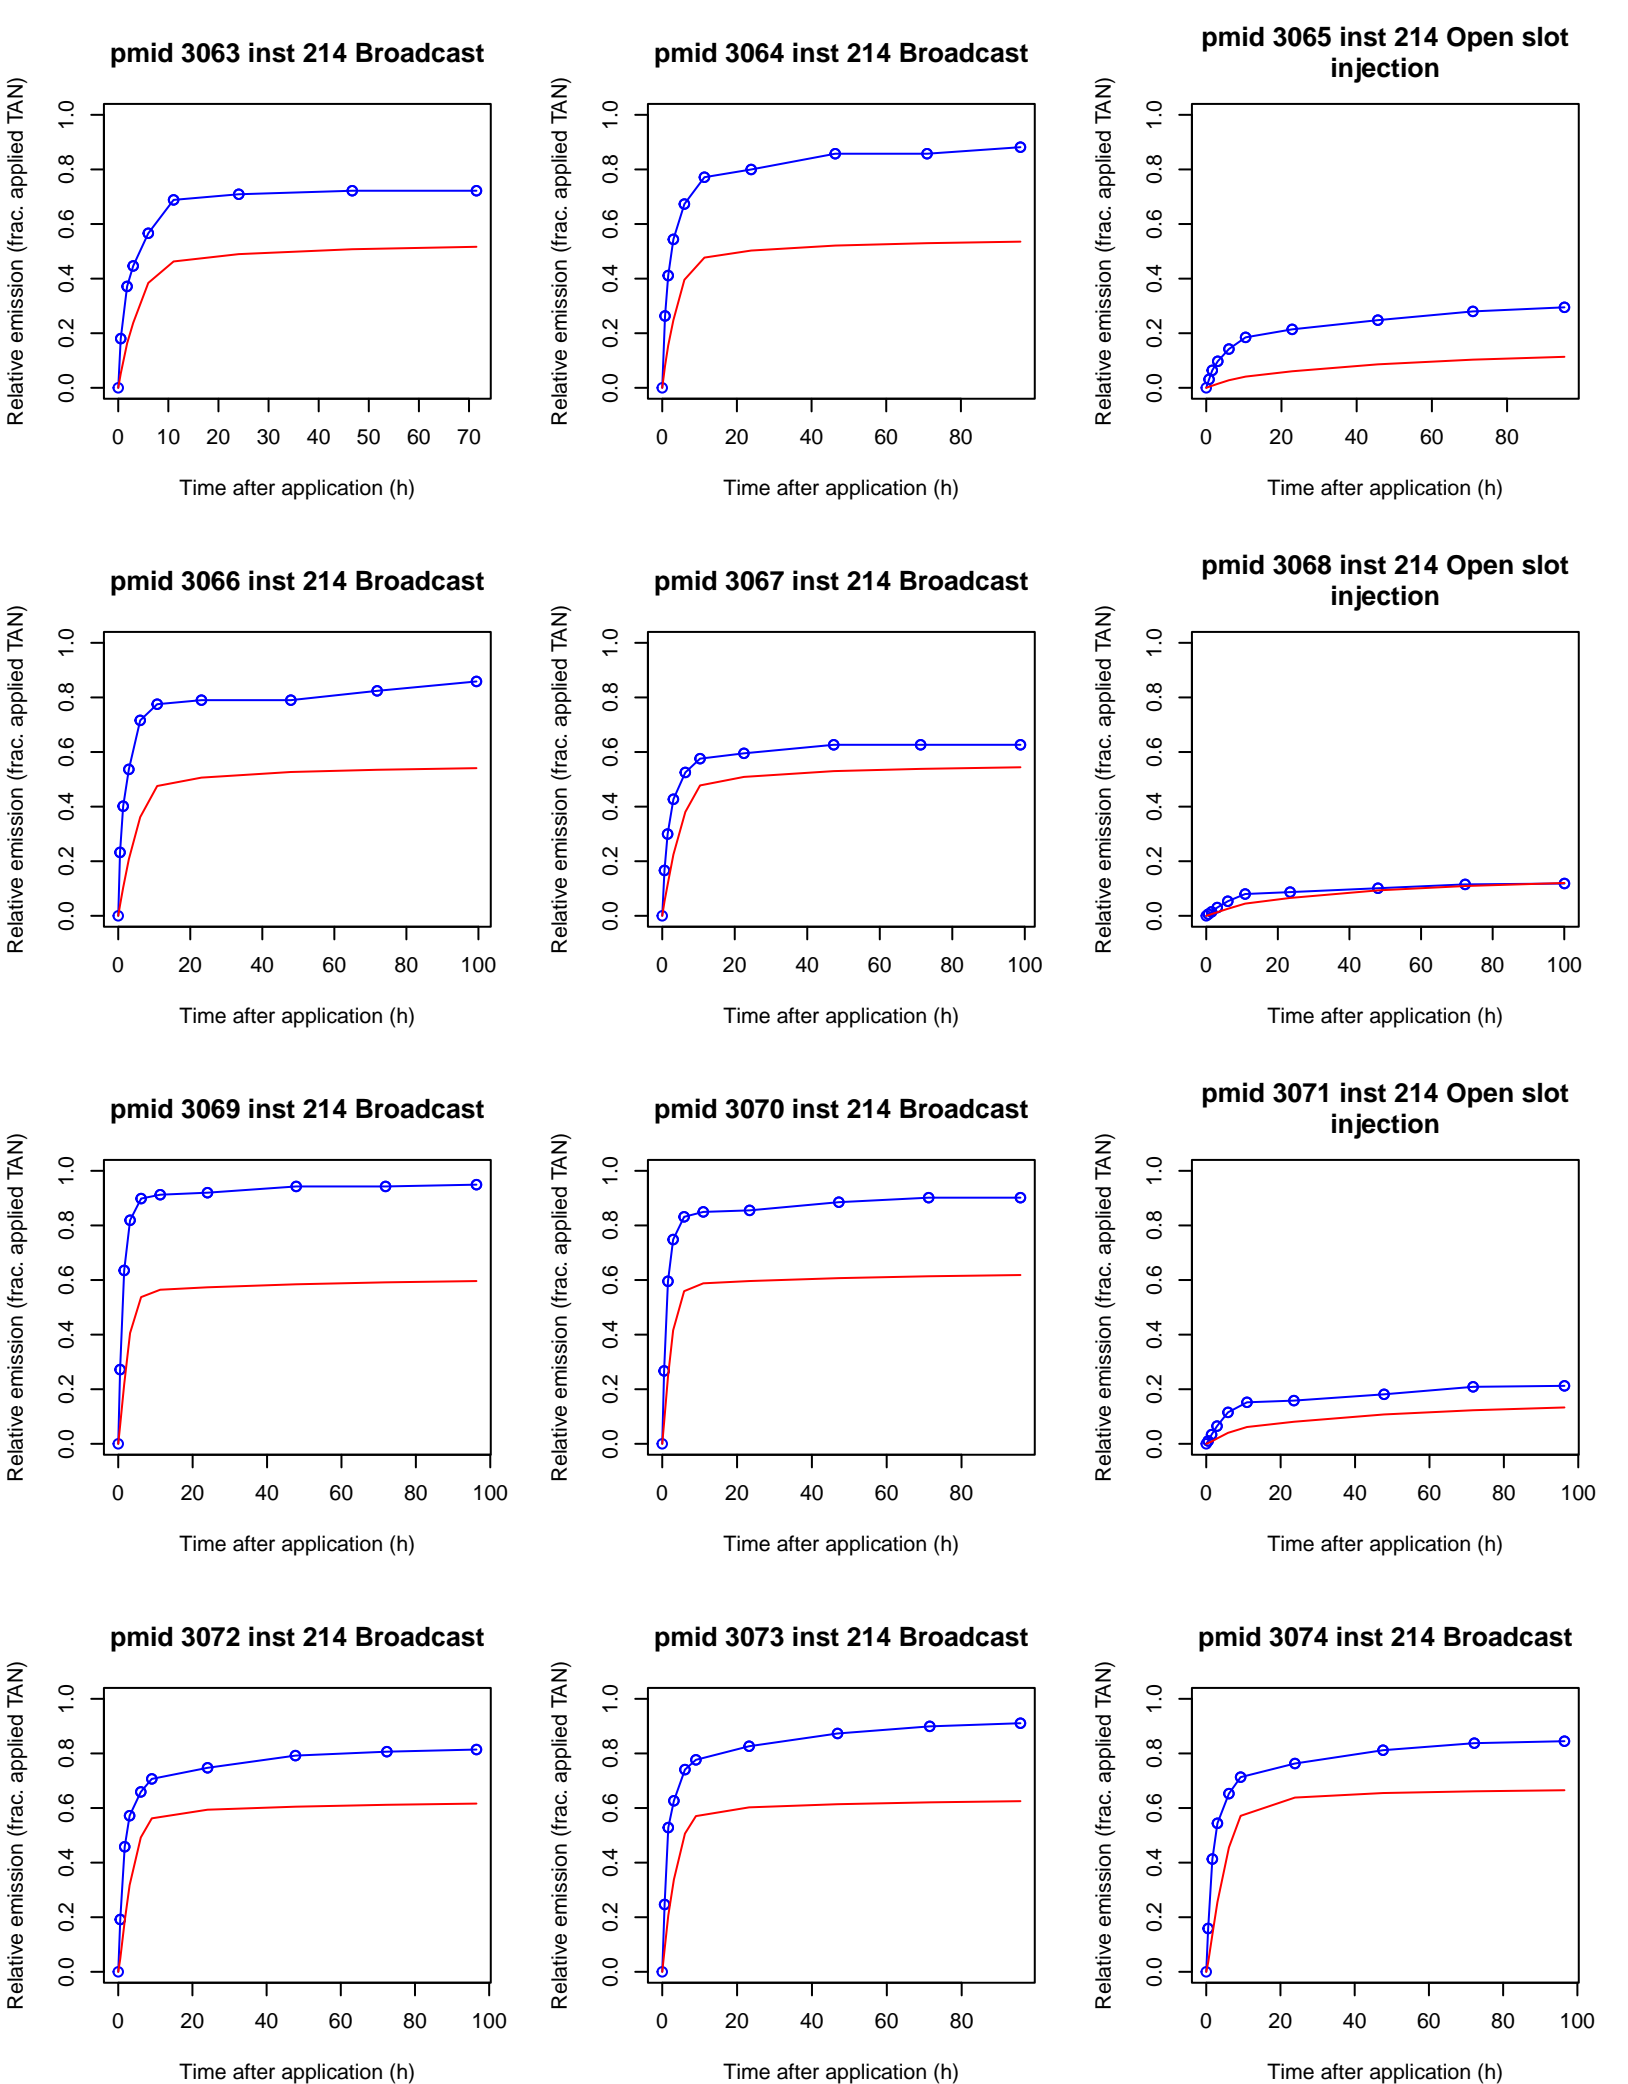 pmid 3063 inst 214 Broadcast
Relative emission (frac. applied TAN)
0.0 0.2 0.4 0.6 0.8 1.0
0 10 20 30 40 50 60 70
Time after application (h)
pmid 3064 inst 214 Broadcast
Relative emission (frac. applied TAN)
0.0 0.2 0.4 0.6 0.8 1.0
0 20 40 60 80
Time after application (h)
pmid 3065 inst 214 Open slot
injection
Relative emission (frac. applied TAN)
0.0 0.2 0.4 0.6 0.8 1.0
0 20 40 60 80
Time after application (h)
pmid 3066 inst 214 Broadcast
Relative emission (frac. applied TAN)
0.0 0.2 0.4 0.6 0.8 1.0
0 20 40 60 80 100
Time after application (h)
pmid 3067 inst 214 Broadcast
Relative emission (frac. applied TAN)
0.0 0.2 0.4 0.6 0.8 1.0
0 20 40 60 80 100
Time after application (h)
pmid 3068 inst 214 Open slot
injection
Relative emission (frac. applied TAN)
0.0 0.2 0.4 0.6 0.8 1.0
0 20 40 60 80 100
Time after application (h)
pmid 3069 inst 214 Broadcast
Relative emission (frac. applied TAN)
0.0 0.2 0.4 0.6 0.8 1.0
0 20 40 60 80 100
Time after application (h)
pmid 3070 inst 214 Broadcast
Relative emission (frac. applied TAN)
0.0 0.2 0.4 0.6 0.8 1.0
0 20 40 60 80
Time after application (h)
pmid 3071 inst 214 Open slot
injection
Relative emission (frac. applied TAN)
0.0 0.2 0.4 0.6 0.8 1.0
0 20 40 60 80 100
Time after application (h)
pmid 3072 inst 214 Broadcast
Relative emission (frac. applied TAN)
0.0 0.2 0.4 0.6 0.8 1.0
0 20 40 60 80 100
Time after application (h)
pmid 3073 inst 214 Broadcast
Relative emission (frac. applied TAN)
0.0 0.2 0.4 0.6 0.8 1.0
0 20 40 60 80
Time after application (h)
pmid 3074 inst 214 Broadcast
Relative emission (frac. applied TAN)
0.0 0.2 0.4 0.6 0.8 1.0
0 20 40 60 80 100
Time after application (h)